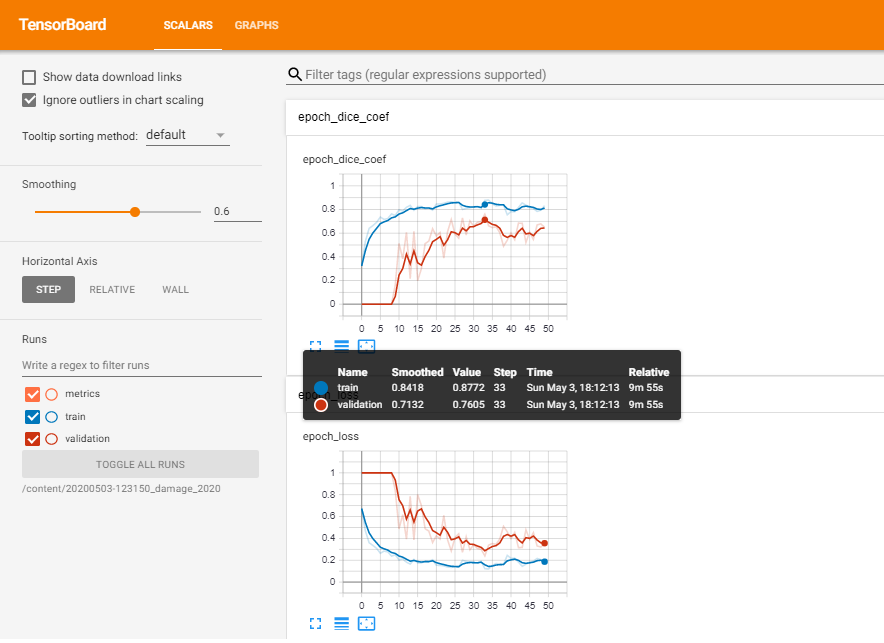 TensorBoard SCALARS GRAPHS
Show data download links
Ignore outliers in chart scaling
Tooltip sorting method: default
Smoothing
0.6
Horizontal Axis
STEP RELATIVE WALL
Runs
Write a regex to filter runs
metrics
train
validation
TOGGLE ALL RUNS
/content/20200503-123150_damage_2020
Filter tags (regular expressions supported)
epoch_dice_coef
epoch_dice_coef
1
0.8
0.6
0.4
0.2
0
0 5 10 15 20 25 30 35 40 45 50
Name Smoothed Value Step Time Relative
train 0.8418 0.8772 33 Sun May 3, 18:12:13 9m 55s
validation 0.7132 0.7605 33 Sun May 3, 18:12:13 9m 55s
epoch_loss
epoch_loss
1
0.8
0.6
0.4
0.2
0
0 5 10 15 20 25 30 35 40 45 50